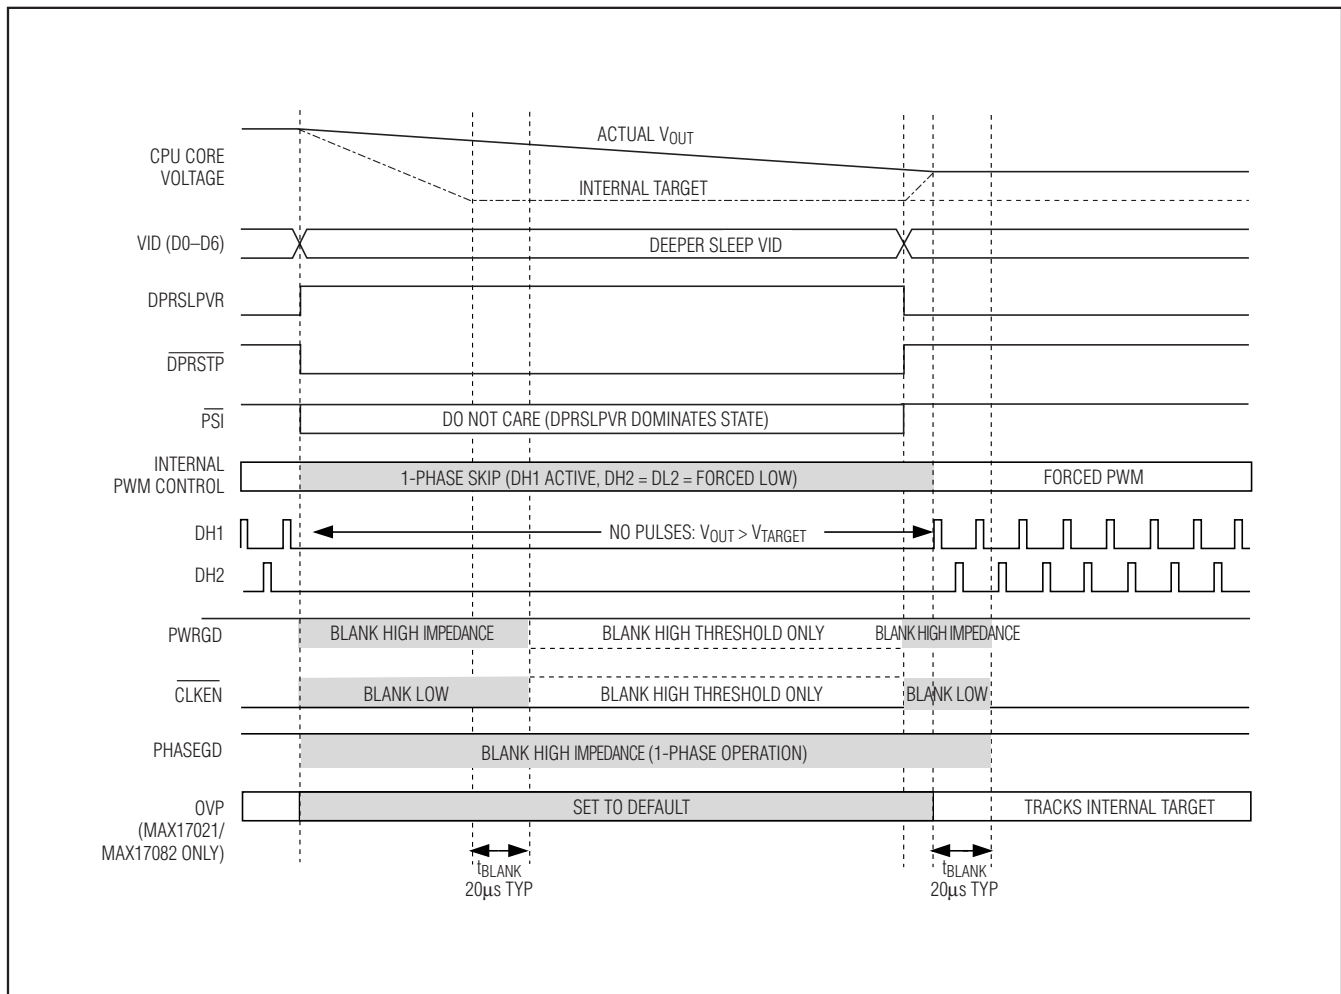 ACTUAL VOUT
CPU CORE
VOLTAGE
INTERNAL TARGET
VID (D0–D6)
DEEPER SLEEP VID
DPRSLPVR
DPRSTP
PSI
DO NOT CARE (DPRSLPVR DOMINATES STATE)
INTERNAL
PWM CONTROL
1-PHASE SKIP (DH1 ACTIVE, DH2 = DL2 = FORCED LOW)
FORCED PWM
DH1
NO PULSES: VOUT > VTARGET
DH2
PWRGD
BLANK HIGH IMPEDANCE
BLANK HIGH THRESHOLD ONLY
BLANK HIGH IMPEDANCE
CLKEN
BLANK LOW
BLANK HIGH THRESHOLD ONLY
BLANK LOW
PHASEGD
BLANK HIGH IMPEDANCE (1-PHASE OPERATION)
OVP
(MAX17021/
MAX17082 ONLY)
SET TO DEFAULT
TRACKS INTERNAL TARGET
tBLANK
20μs TYP
tBLANK
20μs TYP